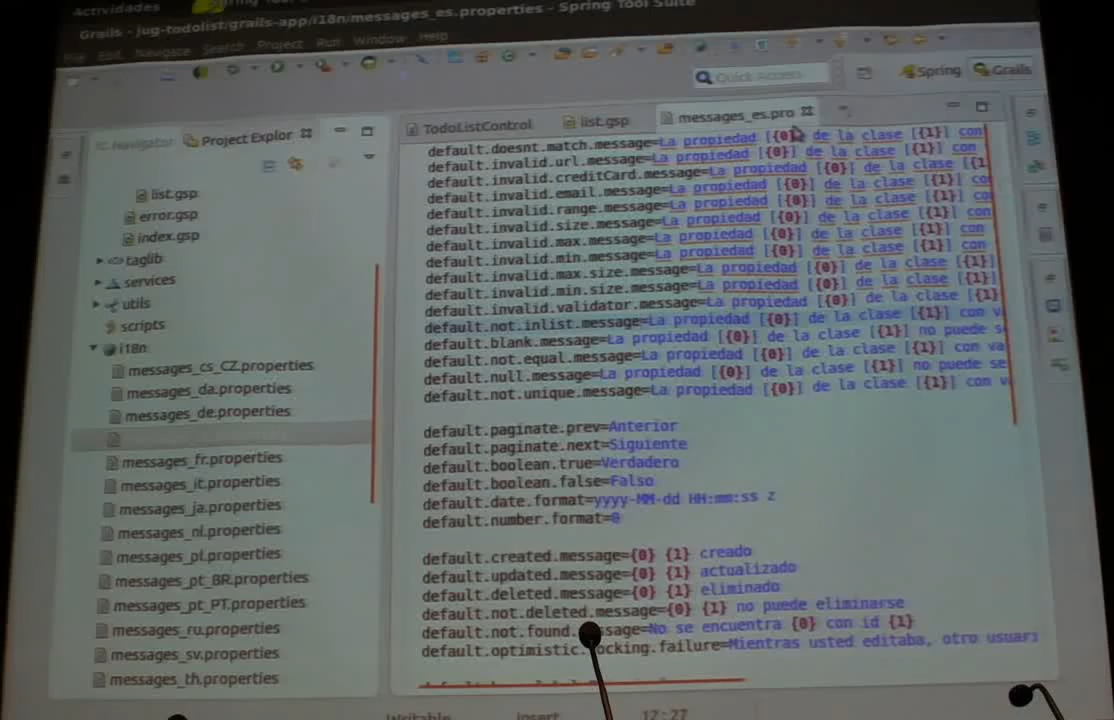 Actividades
Grails - jug-todolist/grails-app/i18n/messages_es.properties - Spring Tool Suite
File Edit Navigate Search Project Run Window Help
Quick Access
Spring
Grails
Navigator
Project Explor
list.gsp
error.gsp
index.gsp
taglib
services
utils
scripts
i18n
messages_cs_CZ.properties
messages_da.properties
messages_de.properties
messages_fr.properties
messages_it.properties
messages_ja.properties
messages_nl.properties
messages_pl.properties
messages_pt_BR.properties
messages_pt_PT.properties
messages_ru.properties
messages_sv.properties
messages_th.properties
TodoListControl
list.gsp
messages_es.pro
default.doesnt.match.message=La propiedad [{0}] de la clase [{1}] con
default.invalid.url.message=La propiedad [{0}] de la clase [{1}] con
default.invalid.creditCard.message=La propiedad [{0}] de la clase [{1}
default.invalid.email.message=La propiedad [{0}] de la clase [{1}] co
default.invalid.range.message=La propiedad [{0}] de la clase [{1}] co
default.invalid.size.message=La propiedad [{0}] de la clase [{1}] con
default.invalid.max.message=La propiedad [{0}] de la clase [{1}] con
default.invalid.min.message=La propiedad [{0}] de la clase [{1}] con
default.invalid.max.size.message=La propiedad [{0}] de la clase [{1}]
default.invalid.min.size.message=La propiedad [{0}] de la clase [{1}]
default.invalid.validator.message=La propiedad [{0}] de la clase [{1}
default.not.inlist.message=La propiedad [{0}] de la clase [{1}] con v
default.blank.message=La propiedad [{0}] de la clase [{1}] no puede s
default.not.equal.message=La propiedad [{0}] de la clase [{1}] con va
default.null.message=La propiedad [{0}] de la clase [{1}] no puede se
default.not.unique.message=La propiedad [{0}] de la clase [{1}] con v
default.paginate.prev=Anterior
default.paginate.next=Siguiente
default.boolean.true=Verdadero
default.boolean.false=Falso
default.date.format=yyyy-MM-dd HH:mm:ss z
default.number.format=0
default.created.message={0} {1} creado
default.updated.message={0} {1} actualizado
default.deleted.message={0} {1} eliminado
default.not.deleted.message={0} {1} no puede eliminarse
default.not.found. ssage=No se encuentra {0} con id {1}
default.optimistic. ocking.failure=Mientras usted editaba, otro usuari
Writable
Insert
12:27